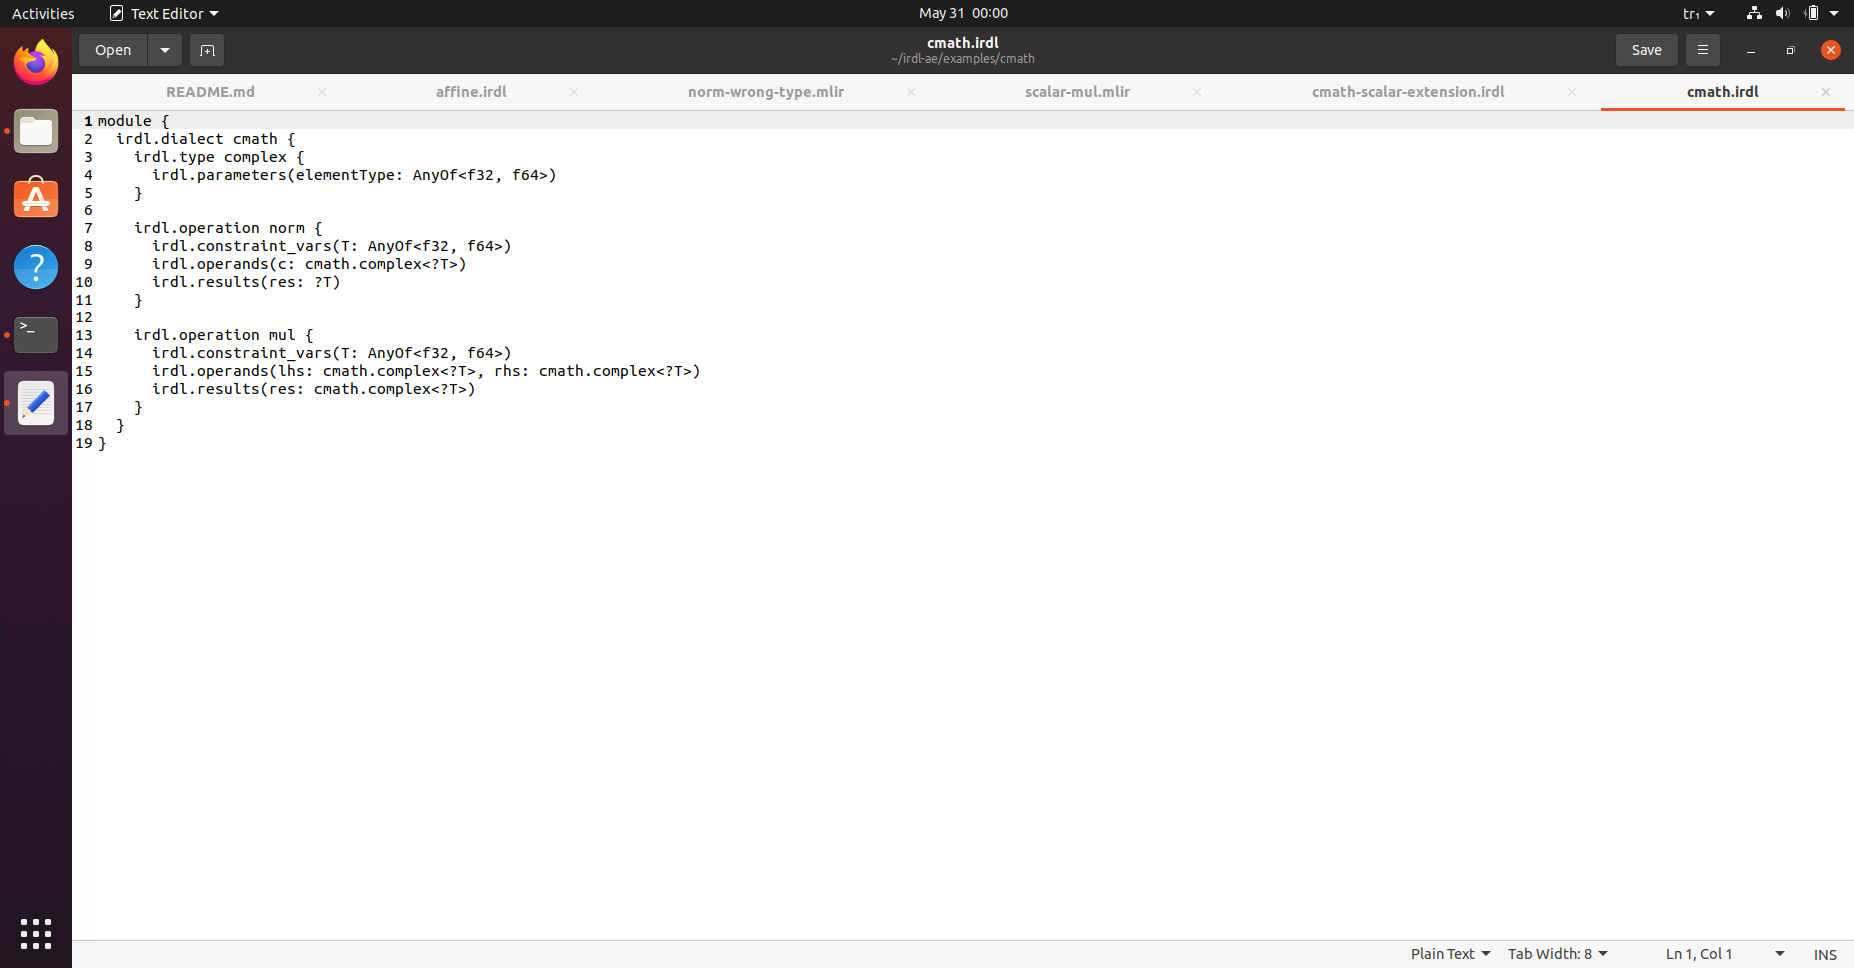 Activities
Text Editor
May 31 00:00
tr₁
Open
cmath.irdl
~/irdl-ae/examples/cmath
Save
README.md
affine.irdl
norm-wrong-type.mlir
scalar-mul.mlir
cmath-scalar-extension.irdl
cmath.irdl
1 module {
2   irdl.dialect cmath {
3     irdl.type complex {
4       irdl.parameters(elementType: AnyOf<f32, f64>)
5     }
6
7     irdl.operation norm {
8       irdl.constraint_vars(T: AnyOf<f32, f64>)
9       irdl.operands(c: cmath.complex<?T>)
10       irdl.results(res: ?T)
11     }
12
13     irdl.operation mul {
14       irdl.constraint_vars(T: AnyOf<f32, f64>)
15       irdl.operands(lhs: cmath.complex<?T>, rhs: cmath.complex<?T>)
16       irdl.results(res: cmath.complex<?T>)
17     }
18   }
19 }
Plain Text
Tab Width: 8
Ln 1, Col 1
INS